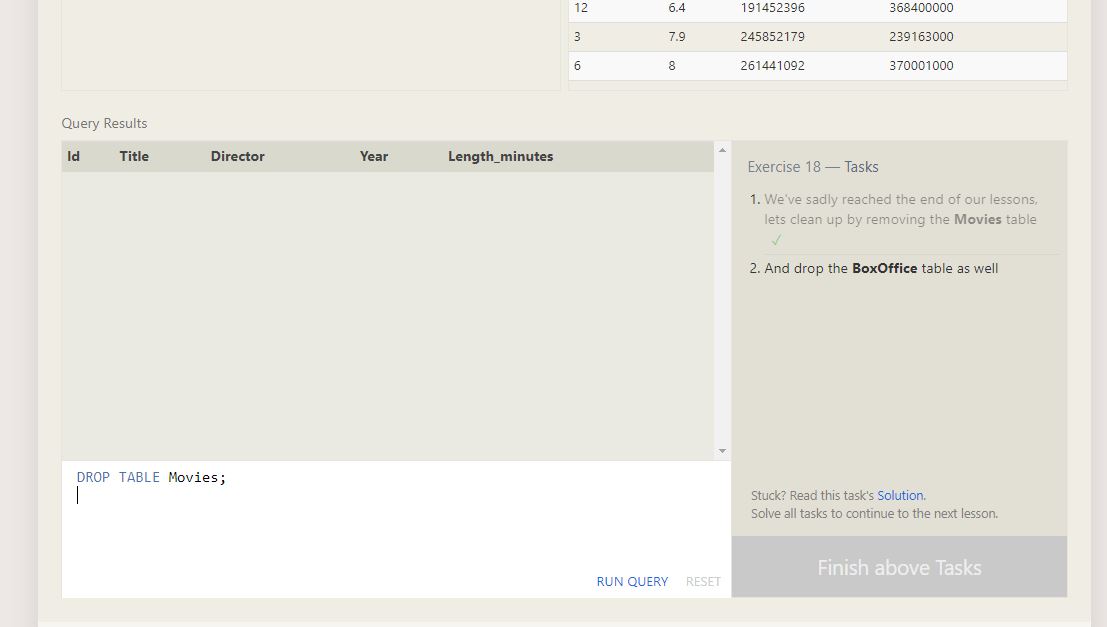 12 6.4 191452396 368400000
3 7.9 245852179 239163000
6 8 261441092 370001000
Query Results
Id Title Director Year Length_minutes
Exercise 18 — Tasks
1. We've sadly reached the end of our lessons,
lets clean up by removing the Movies table
✓
2. And drop the BoxOffice table as well
DROP TABLE Movies;
Stuck? Read this task's Solution.
Solve all tasks to continue to the next lesson.
RUN QUERY RESET
Finish above Tasks